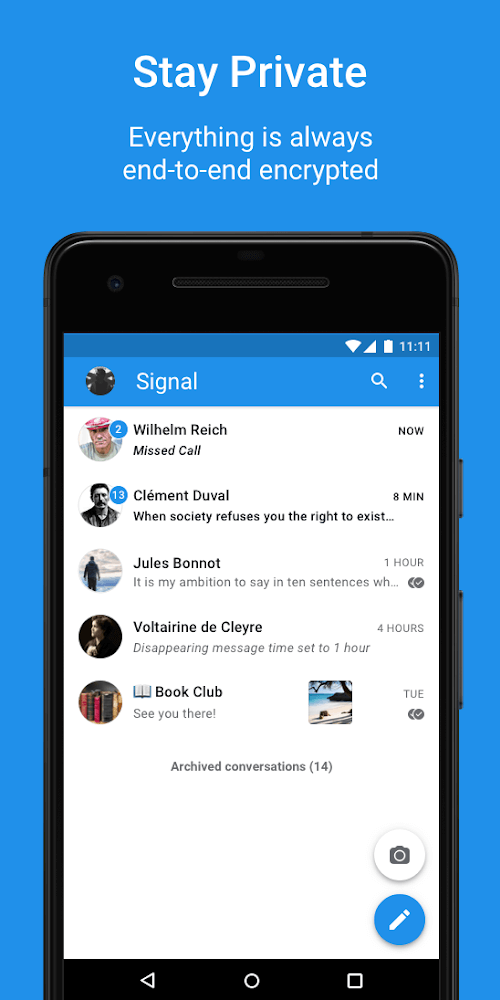 Stay Private
Everything is always
end-to-end encrypted
11:11
Signal
2
Wilhelm Reich
NOW
Missed Call
13
Clément Duval
8 MIN
When society refuses you the right to exist...
Jules Bonnot
1 HOUR
It is my ambition to say in ten sentences wh...
Voltairine de Cleyre
4 HOURS
Disappearing message time set to 1 hour
📖 Book Club
TUE
See you there!
Archived conversations (14)